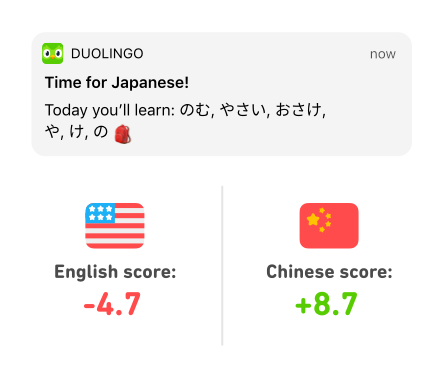 DUOLINGO
now
Time for Japanese!
Today you’ll learn: のむ, やさい, おさけ,
や, け, の
English score:
-4.7
Chinese score:
+8.7